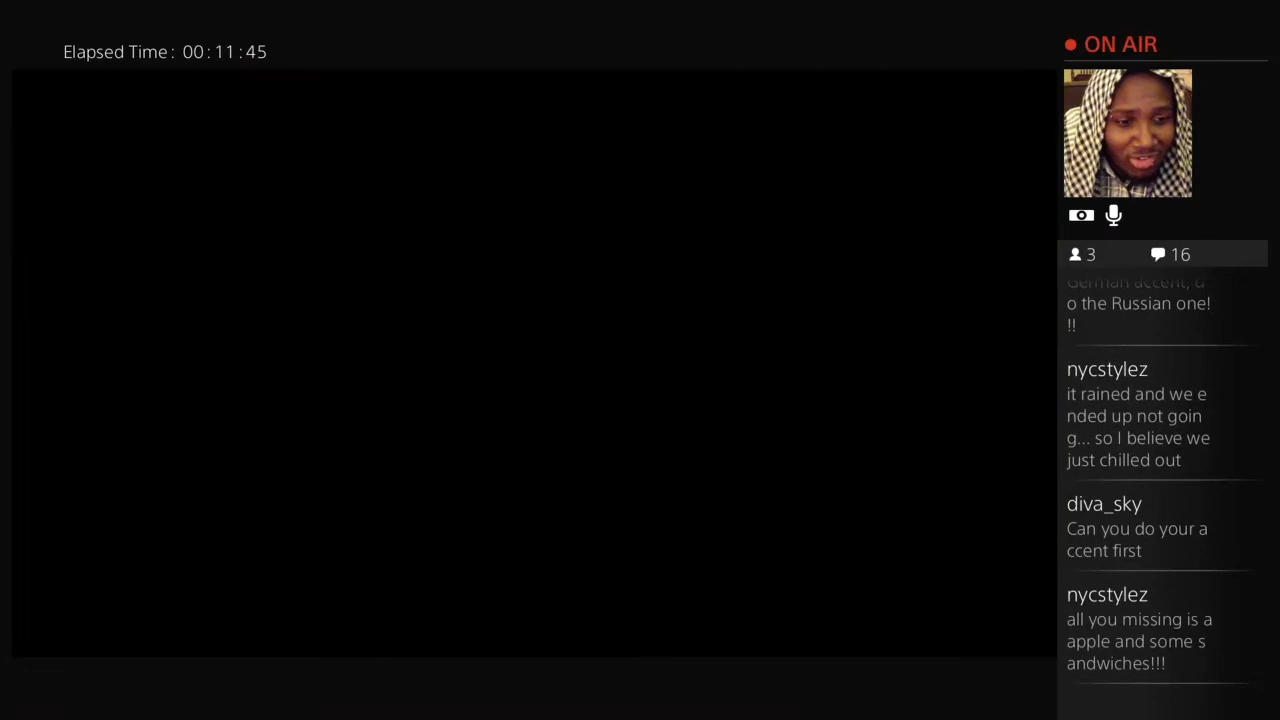 Elapsed Time: 00:11:45
ON AIR
3 16
German accent, d
o the Russian one!
!!
nycstylez
it rained and we e
nded up not goin
g... so I believe we
just chilled out
diva_sky
Can you do your a
ccent first
nycstylez
all you missing is a
apple and some s
andwiches!!!